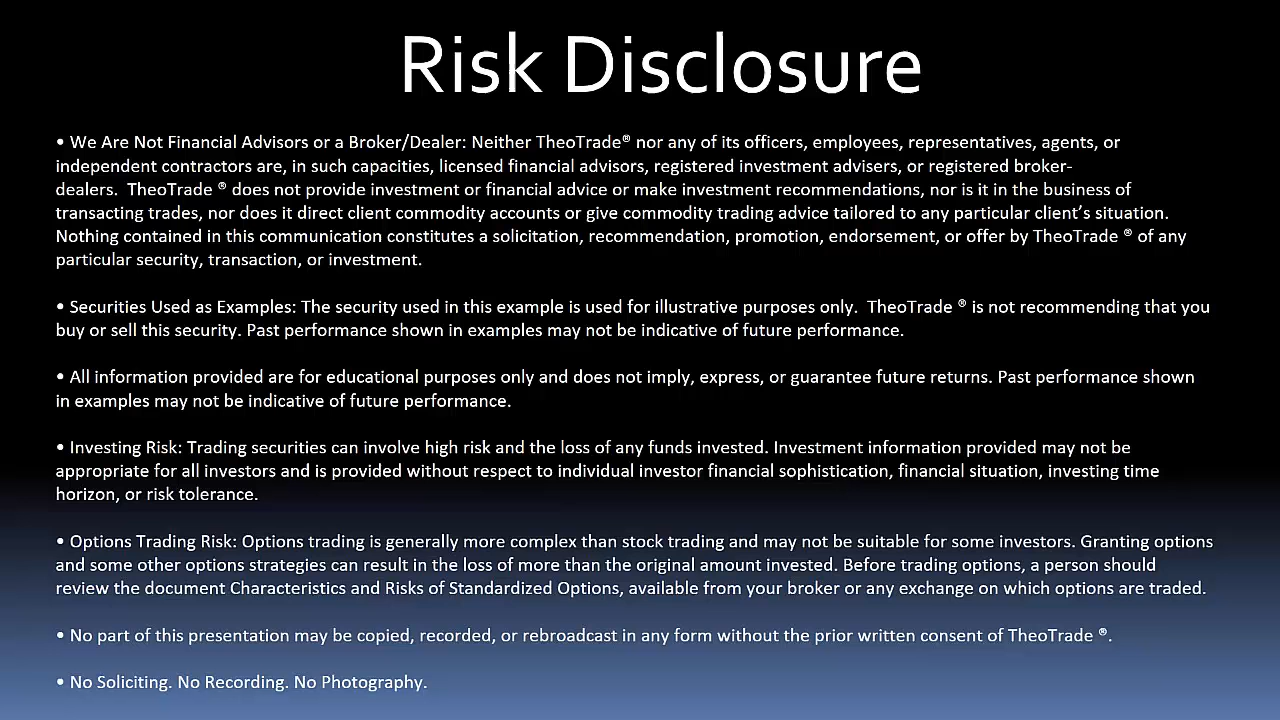 Risk Disclosure
• We Are Not Financial Advisors or a Broker/Dealer: Neither TheoTrade® nor any of its officers, employees, representatives, agents, or
independent contractors are, in such capacities, licensed financial advisors, registered investment advisers, or registered broker-
dealers.  TheoTrade ® does not provide investment or financial advice or make investment recommendations, nor is it in the business of
transacting trades, nor does it direct client commodity accounts or give commodity trading advice tailored to any particular client's situation.
Nothing contained in this communication constitutes a solicitation, recommendation, promotion, endorsement, or offer by TheoTrade ® of any
particular security, transaction, or investment.
• Securities Used as Examples: The security used in this example is used for illustrative purposes only.  TheoTrade ® is not recommending that you
buy or sell this security. Past performance shown in examples may not be indicative of future performance.
• All information provided are for educational purposes only and does not imply, express, or guarantee future returns. Past performance shown
in examples may not be indicative of future performance.
• Investing Risk: Trading securities can involve high risk and the loss of any funds invested. Investment information provided may not be
appropriate for all investors and is provided without respect to individual investor financial sophistication, financial situation, investing time
horizon, or risk tolerance.
• Options Trading Risk: Options trading is generally more complex than stock trading and may not be suitable for some investors. Granting options
and some other options strategies can result in the loss of more than the original amount invested. Before trading options, a person should
review the document Characteristics and Risks of Standardized Options, available from your broker or any exchange on which options are traded.
• No part of this presentation may be copied, recorded, or rebroadcast in any form without the prior written consent of TheoTrade ®.
• No Soliciting. No Recording. No Photography.